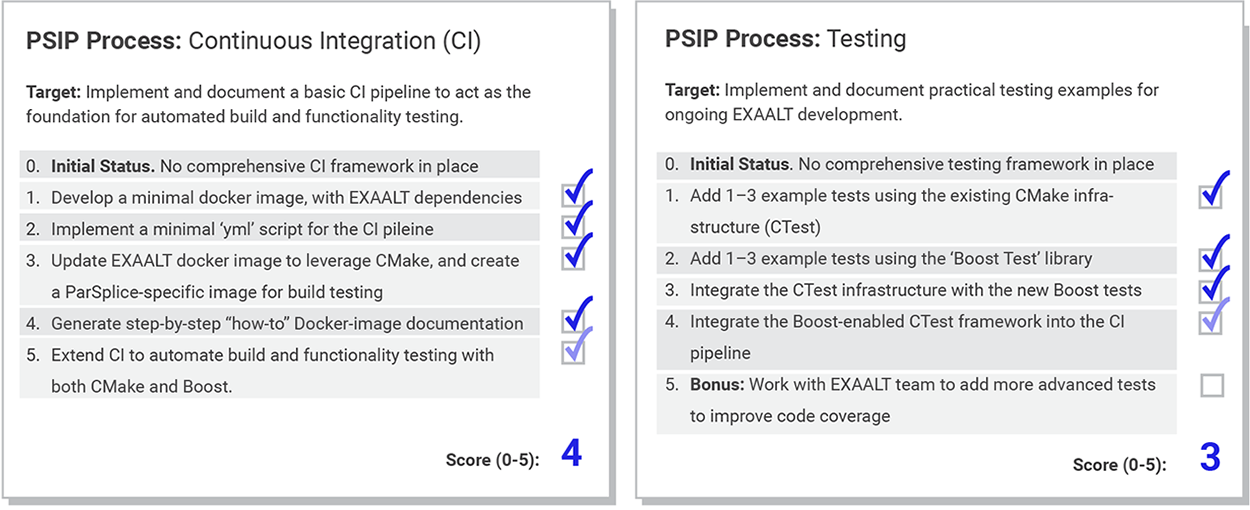 PSIP Process: Continuous Integration (CI)
Target: Implement and document a basic CI pipeline to act as the
foundation for automated build and functionality testing.
0. Initial Status. No comprehensive CI framework in place
1. Develop a minimal docker image, with EXAALT dependencies
2. Implement a minimal ‘yml’ script for the CI pileine
3. Update EXAALT docker image to leverage CMake, and create
a ParSplice-specific image for build testing
4. Generate step-by-step “how-to” Docker-image documentation
5. Extend CI to automate build and functionality testing with
both CMake and Boost.
Score (0-5): 4
PSIP Process: Testing
Target: Implement and document practical testing examples for
ongoing EXAALT development.
0. Initial Status. No comprehensive testing framework in place
1. Add 1–3 example tests using the existing CMake infra-
structure (CTest)
2. Add 1–3 example tests using the ‘Boost Test’ library
3. Integrate the CTest infrastructure with the new Boost tests
4. Integrate the Boost-enabled CTest framework into the CI
pipeline
5. Bonus: Work with EXAALT team to add more advanced tests
to improve code coverage
Score (0-5): 3